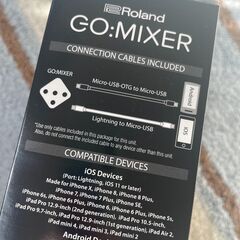 Roland
GO:MIXER
CONNECTION CABLES INCLUDED
GO:MIXER
Micro-USB-OTG to Micro-USB
Android
Lightning to Micro-USB
iOS
*Use only cables included in this package for this unit.
Also, do not connect the included cable to any other device.
COMPATIBLE DEVICES
iOS Devices
(Port: Lightning, iOS 11 or later)
Made for iPhone X, iPhone 8, iPhone 8 Plus,
iPhone 7, iPhone 7 Plus, iPhone SE,
iPhone 6s, iPhone 6s Plus, iPhone 6, iPhone 6 Plus, iPhone 5s,
iPad Pro 12.9-inch (2nd generation), iPad Pro 10.5-inch,
iPad Pro 12.9-inch (1st generation), iPad Air 2,
iPad Pro 9.7-inch,
iPad mini 4, iPad mini 3, iPad mini 2
Android